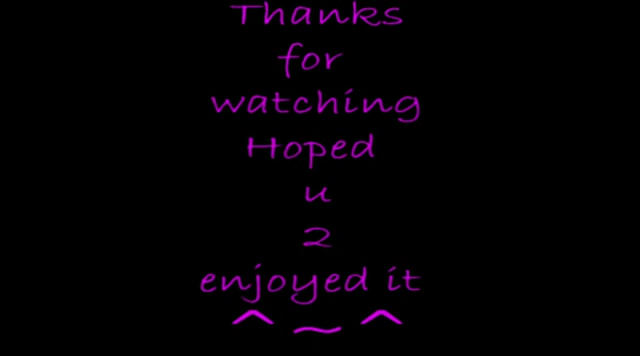 Thanks
for
watching
Hoped
u
2
enjoyed it
^ ~ ^